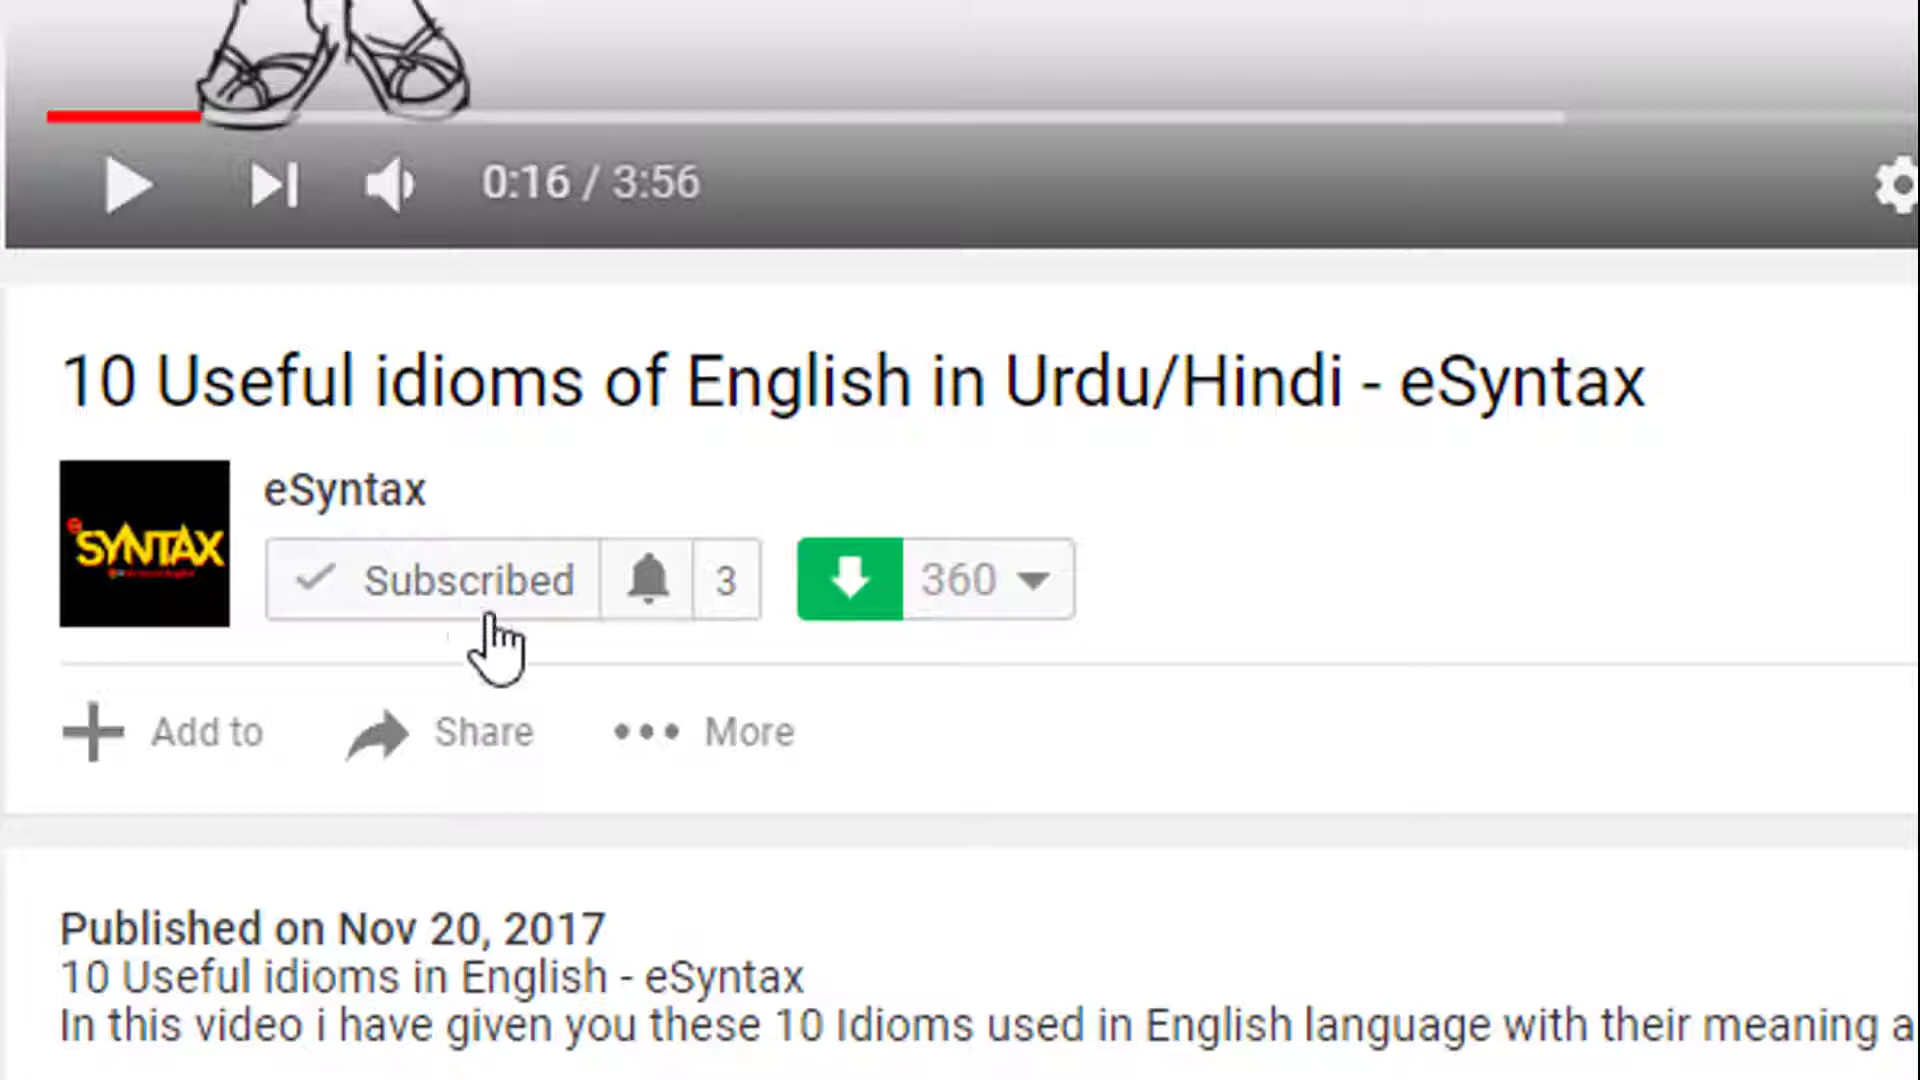 0:16 / 3:56
10 Useful idioms of English in Urdu/Hindi - eSyntax
eSyntax
SYNTAX
Subscribed 3 360
Add to Share More
Published on Nov 20, 2017
10 Useful idioms in English - eSyntax
In this video i have given you these 10 Idioms used in English language with their meaning a